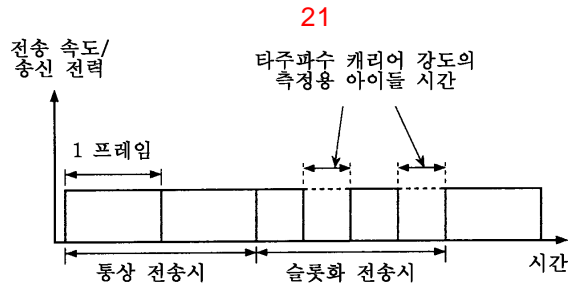 21
전송 속도/
송신 전력
타주파수 캐리어 강도의
측정용 아이들 시간
1 프레임
통상 전송시
슬롯화 전송시
시간